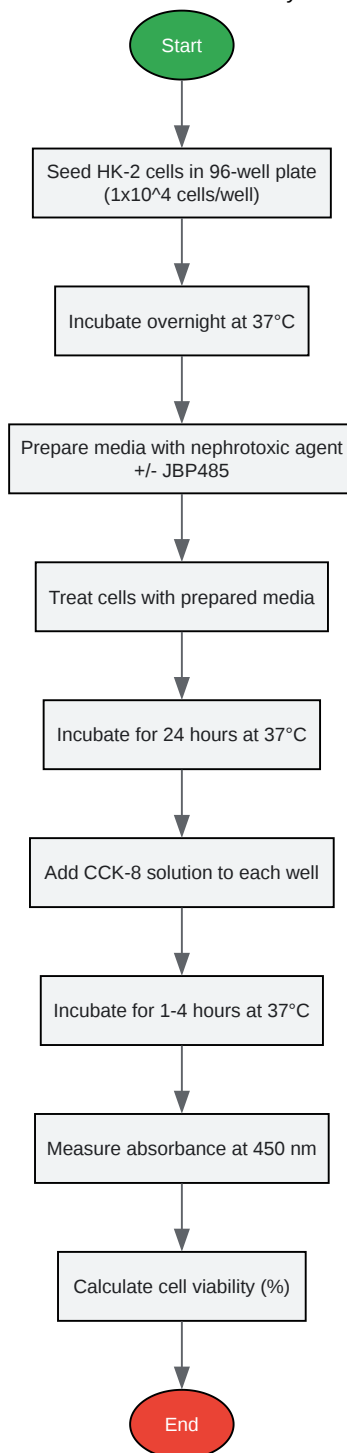 Start
Seed HK-2 cells in 96-well plate
(1x10^4 cells/well)
Incubate overnight at 37°C
Prepare media with nephrotoxic agent
+/- JBP485
Treat cells with prepared media
Incubate for 24 hours at 37°C
Add CCK-8 solution to each well
Incubate for 1-4 hours at 37°C
Measure absorbance at 450 nm
Calculate cell viability (%)
End